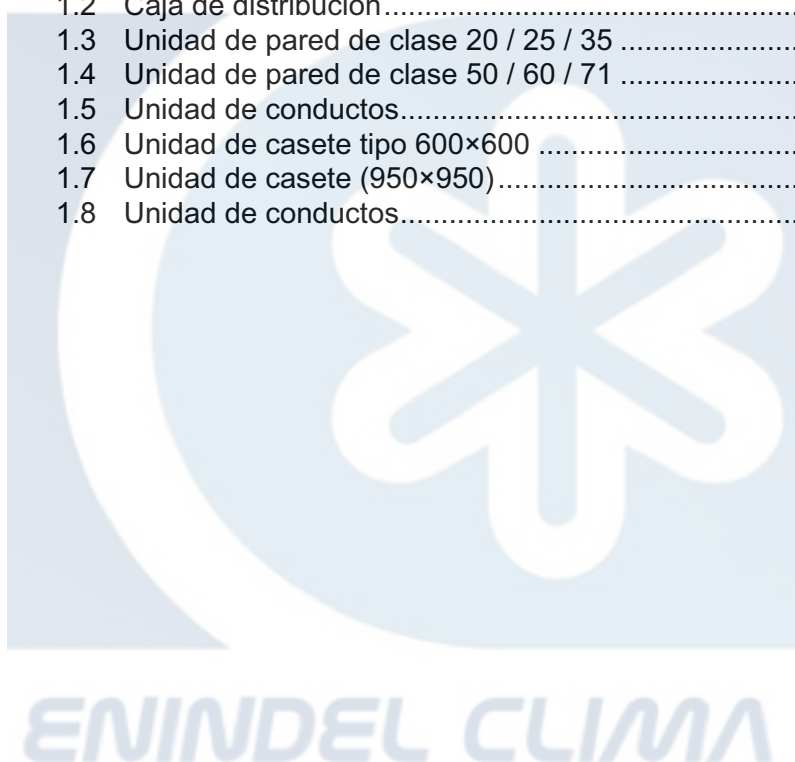 1.2 Caja de distribución...............................................................
1.3 Unidad de pared de clase 20 / 25 / 35 ......................
1.4 Unidad de pared de clase 50 / 60 / 71 ......................
1.5 Unidad de conductos.................................................
1.6 Unidad de casete tipo 600×600 ................................
1.7 Unidad de casete (950×950).....................................
1.8 Unidad de conductos.................................................
ENINDEL CLIMA